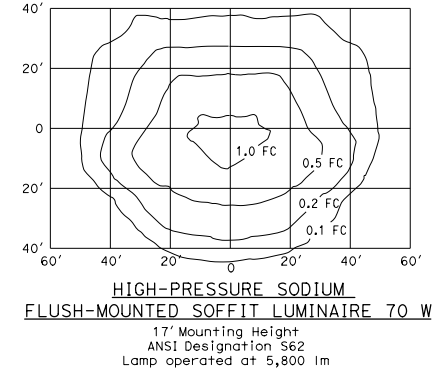 40′
20′
0
20′
40′
1.0 FC
0.5 FC
0.2 FC
0.1 FC
60′ 40′ 20′ 0 20′ 40′ 60′
HIGH-PRESSURE SODIUM
FLUSH-MOUNTED SOFFIT LUMINAIRE 70 W
17′ Mounting Height
ANSI Designation S62
Lamp operated at 5,800 lm